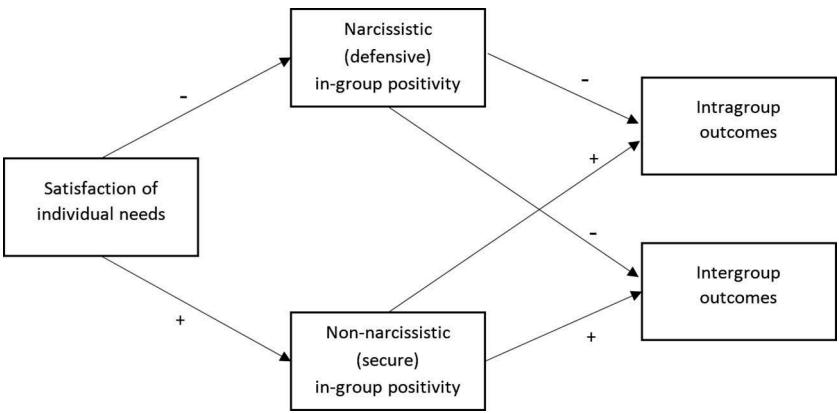 Narcissistic
(defensive)
in-group positivity
-
-
Intragroup
outcomes
+
Satisfaction of
individual needs
-
Intergroup
outcomes
+
+
Non-narcissistic
(secure)
in-group positivity